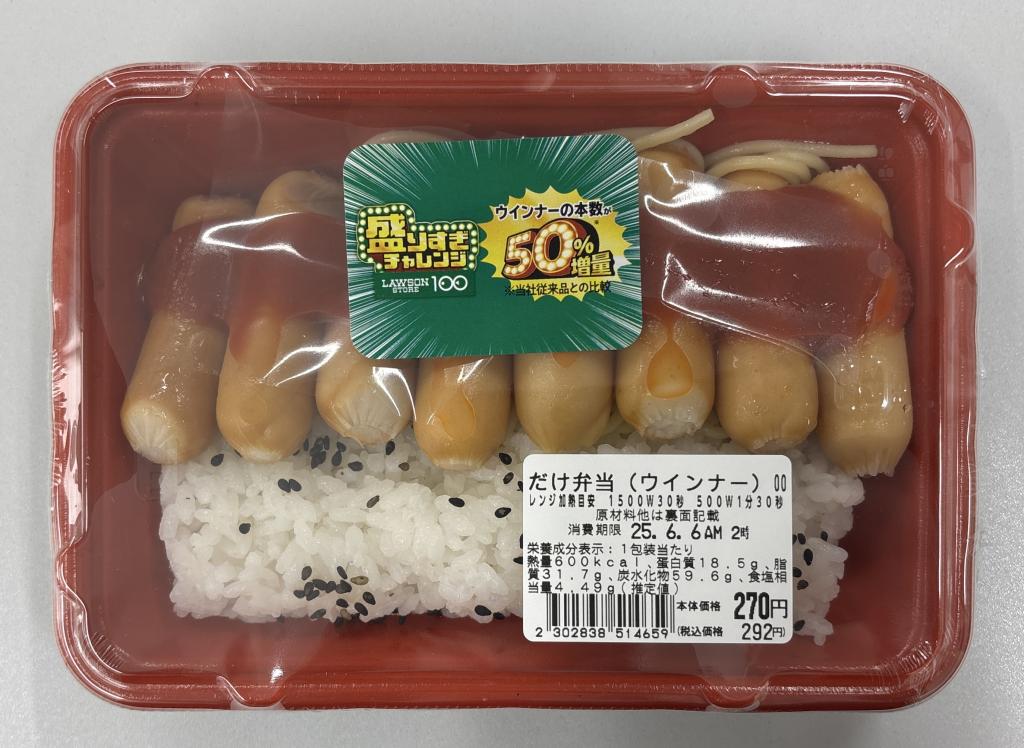 盛りすぎ
チャレンジ
LAWSON
STORE 100
ウインナーの本数が
50%
増量
※当社従来品との比較
だけ弁当（ウインナー） 00
レンジ加熱目安 1500W30秒 500W1分30秒
原材料他は裏面記載
消費期限 25. 6. 6 AM 2時
栄養成分表示：1包装当たり
熱量600kcal、蛋白質18.5g、脂
質31.7g、炭水化物59.6g、食塩相
当量4.49g(推定値)
本体価格 270円
2 302838 514659
(税込価格 292円)